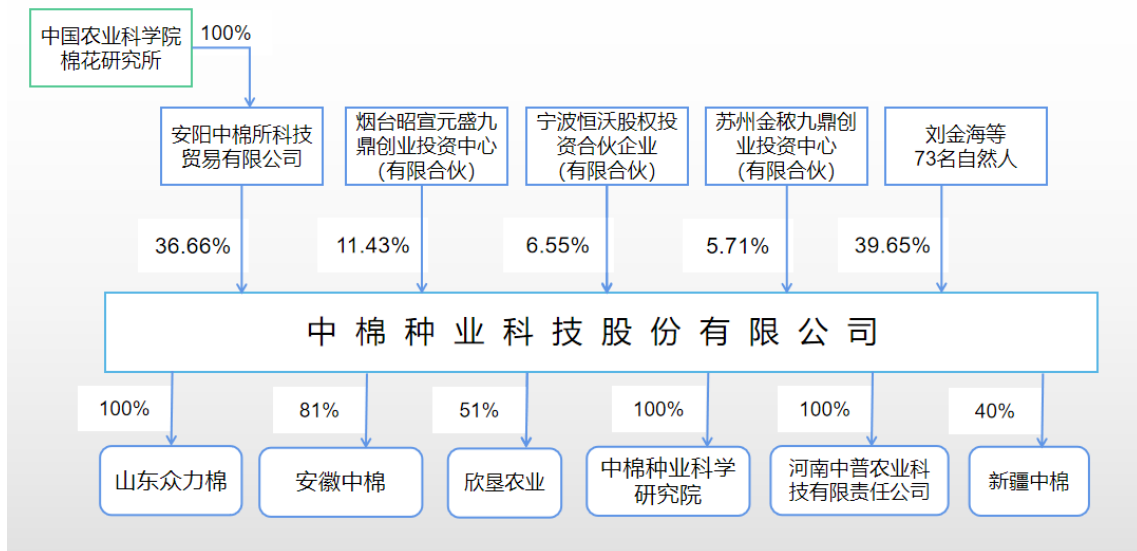 中国农业科学院
棉花研究所
100%
安阳中棉所科技
贸易有限公司
烟台昭宣元盛九
鼎创业投资中心
(有限合伙)
宁波恒沃股权投
资合伙企业
(有限合伙)
苏州金秾九鼎创
业投资中心
(有限合伙)
刘金海等
73名自然人
36.66%
11.43%
6.55%
5.71%
39.65%
中棉种业科技股份有限公司
100%
81%
51%
100%
100%
40%
山东众力棉
安徽中棉
欣垦农业
中棉种业科学
研究院
河南中普农业科
技有限责任公司
新疆中棉